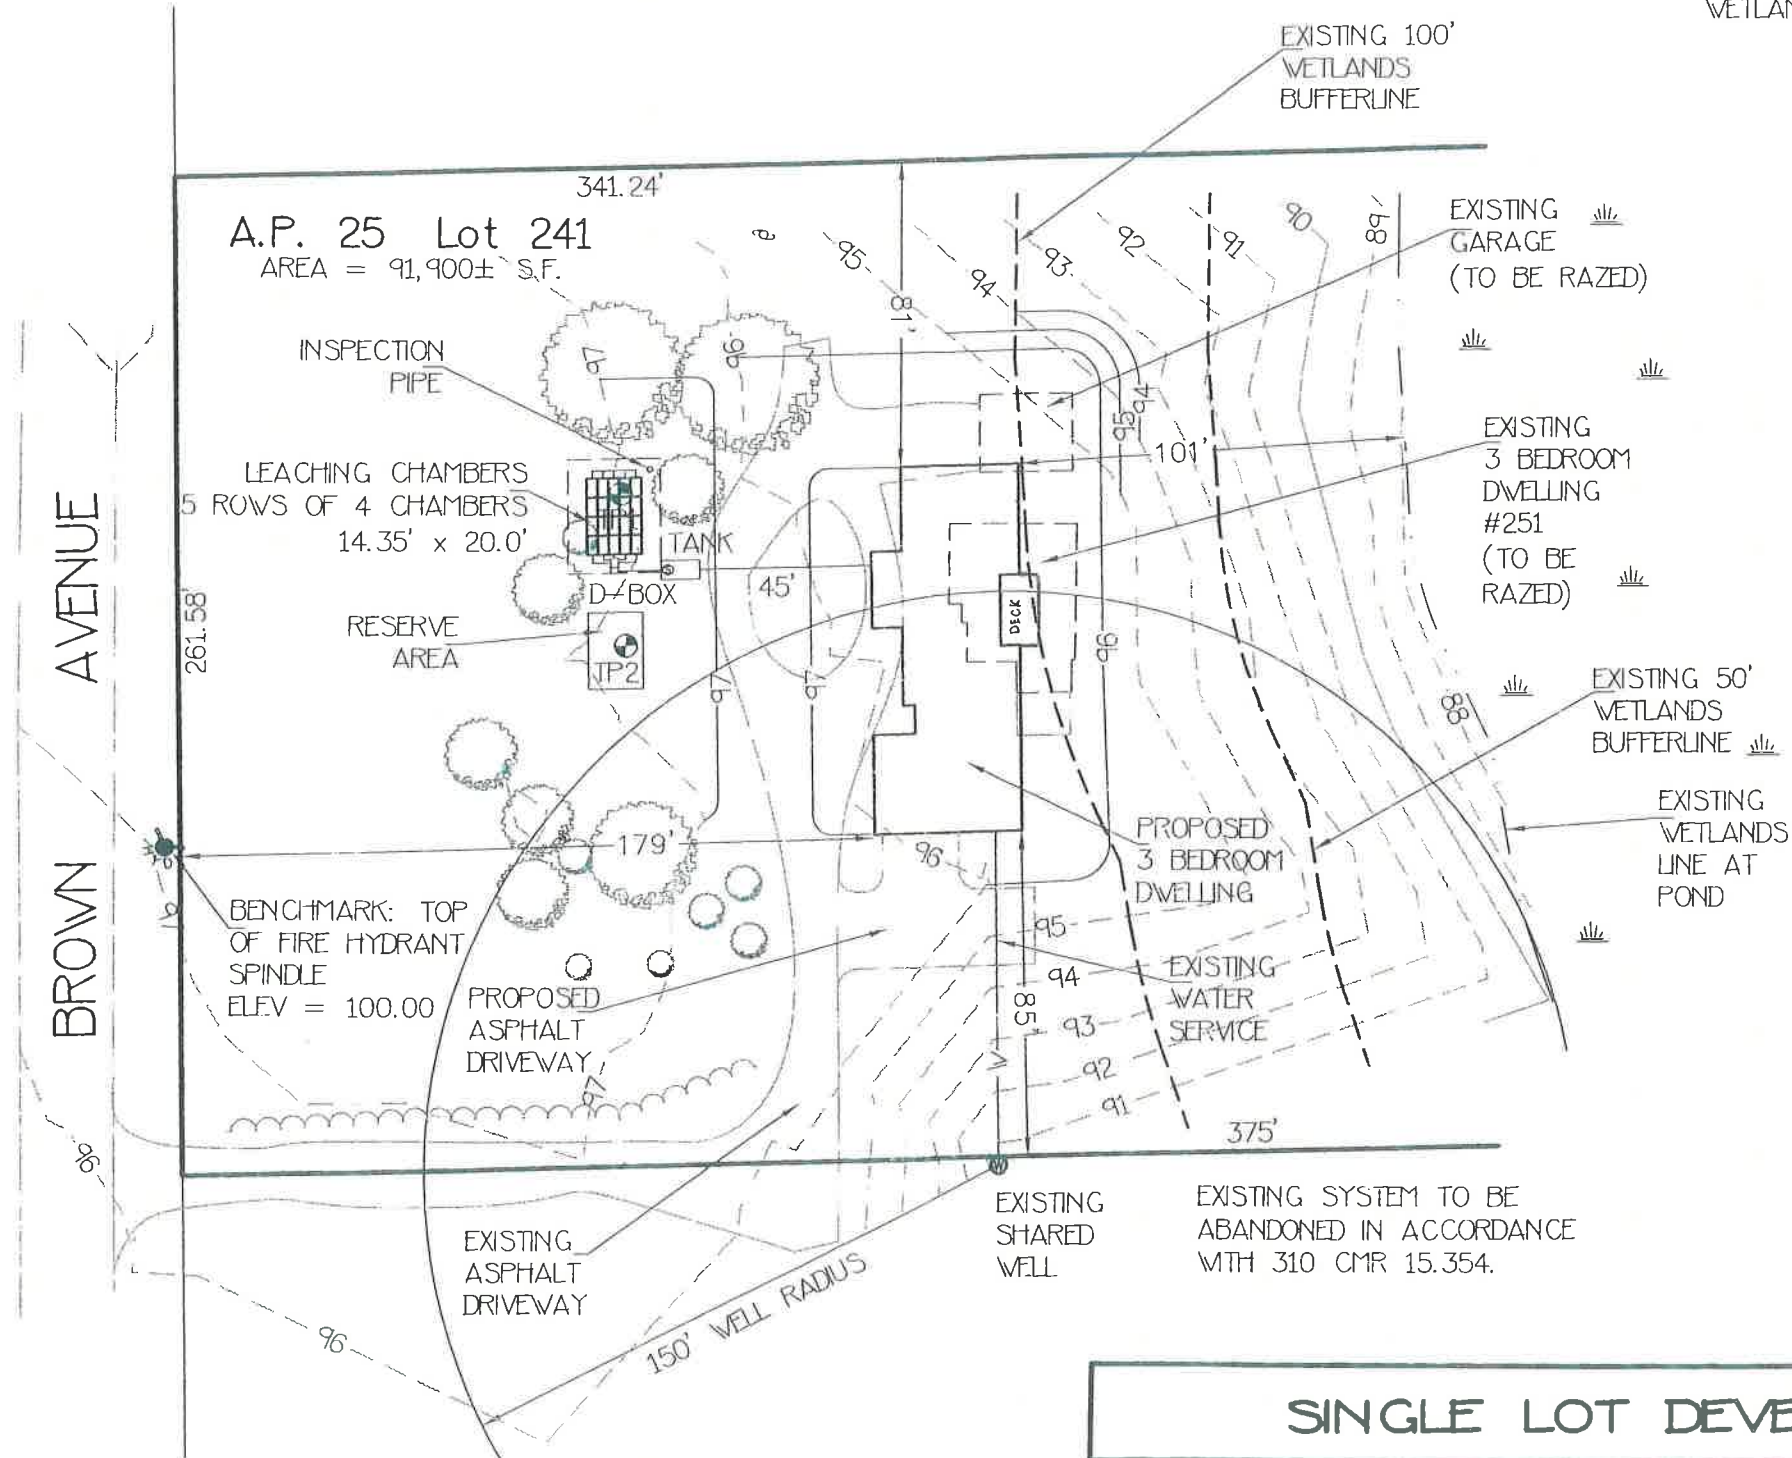 WETLAN
EXISTING 100'
WETLANDS
BUFFERLINE
341.24'
A.P. 25 Lot 241
AREA = 91,900± S.F.
EXISTING
GARAGE
(TO BE RAZED)
95
94
93
92
91
90
89
81'
INSPECTION
PIPE
97
96
95
94
101'
LEACHING CHAMBERS
5 ROWS OF 4 CHAMBERS
14.35' x 20.0'
TANK
D-BOX
45'
EXISTING
3 BEDROOM
DWELLING
#251
(TO BE
RAZED)
DECK
RESERVE
AREA
TP2
97
97
96
88
261.58'
BROWN AVENUE
EXISTING 50'
WETLANDS
BUFFERLINE
EXISTING
WETLANDS
LINE AT
POND
179'
96
PROPOSED
3 BEDROOM
DWELLING
BENCHMARK: TOP
OF FIRE HYDRANT
SPINDLE
ELEV = 100.00
PROPOSED
ASPHALT
DRIVEWAY
95
94
93
92
91
EXISTING
WATER
SERVICE
85'
W
97
96
375'
W
EXISTING
SHARED
WELL
EXISTING SYSTEM TO BE
ABANDONED IN ACCORDANCE
WITH 310 CMR 15.354.
EXISTING
ASPHALT
DRIVEWAY
150' WELL RADIUS
96
SINGLE LOT DEVE